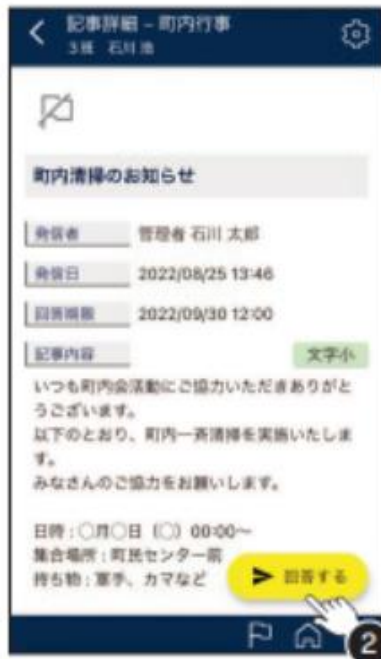 記事詳細 – 町内行事
3班 石川 浩
町内清掃のお知らせ
発信者 管理者 石川 太郎
発信日 2022/08/25 13:46
回答期限 2022/09/30 12:00
記事内容 文字小
いつも町内会活動にご協力いただきありがと
うございます。
以下のとおり、町内一斉清掃を実施いたしま
す。
みなさんのご協力をお願いします。
日時：〇月〇日（〇）00:00～
集合場所：町民センター前
持ち物：軍手、カマなど
回答する
2